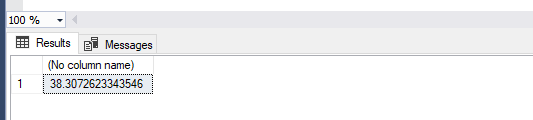 100 %
Results Messages
(No column name)
1 38.3072623343546